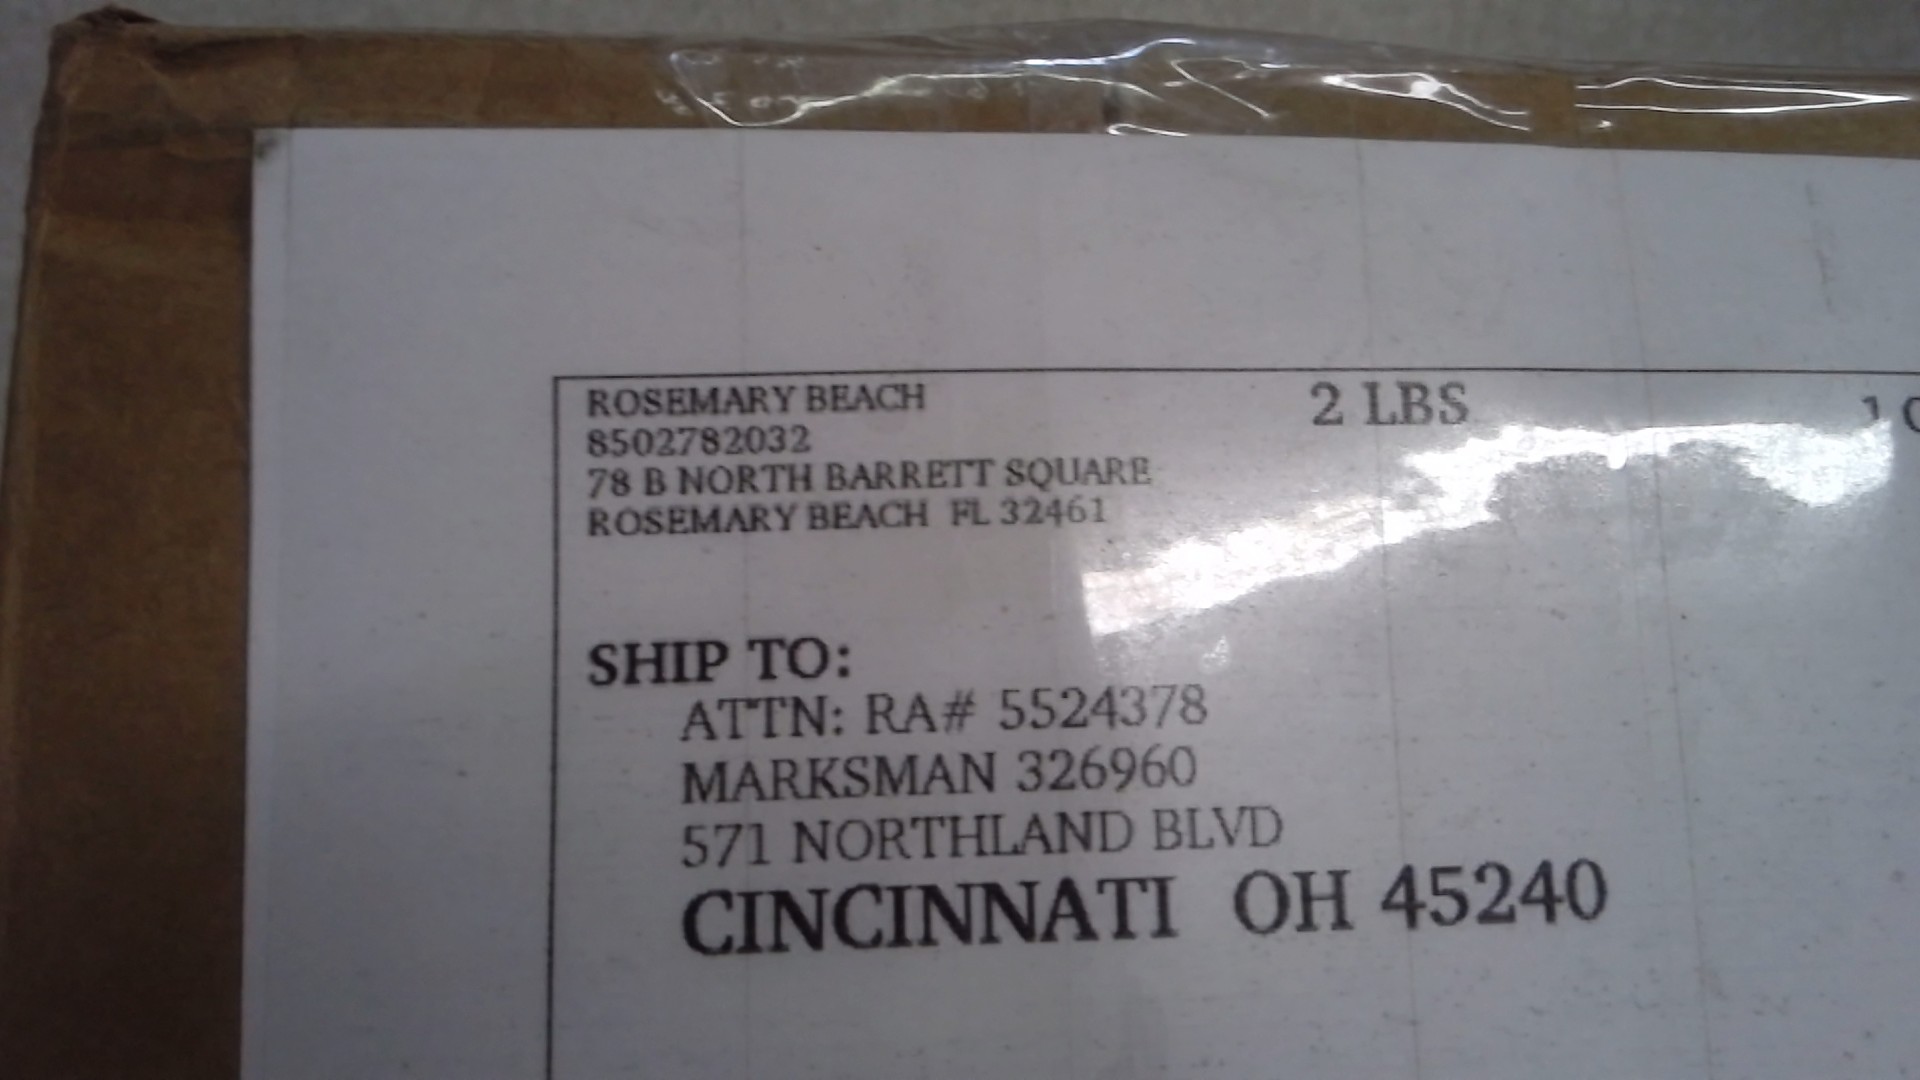 ROSEMARY BEACH 2 LBS 1
8502782032
78 B NORTH BARRETT SQUARE
ROSEMARY BEACH FL 32461
SHIP TO:
ATTN: RA# 5524378
MARKSMAN 326960
571 NORTHLAND BLVD
CINCINNATI OH 45240